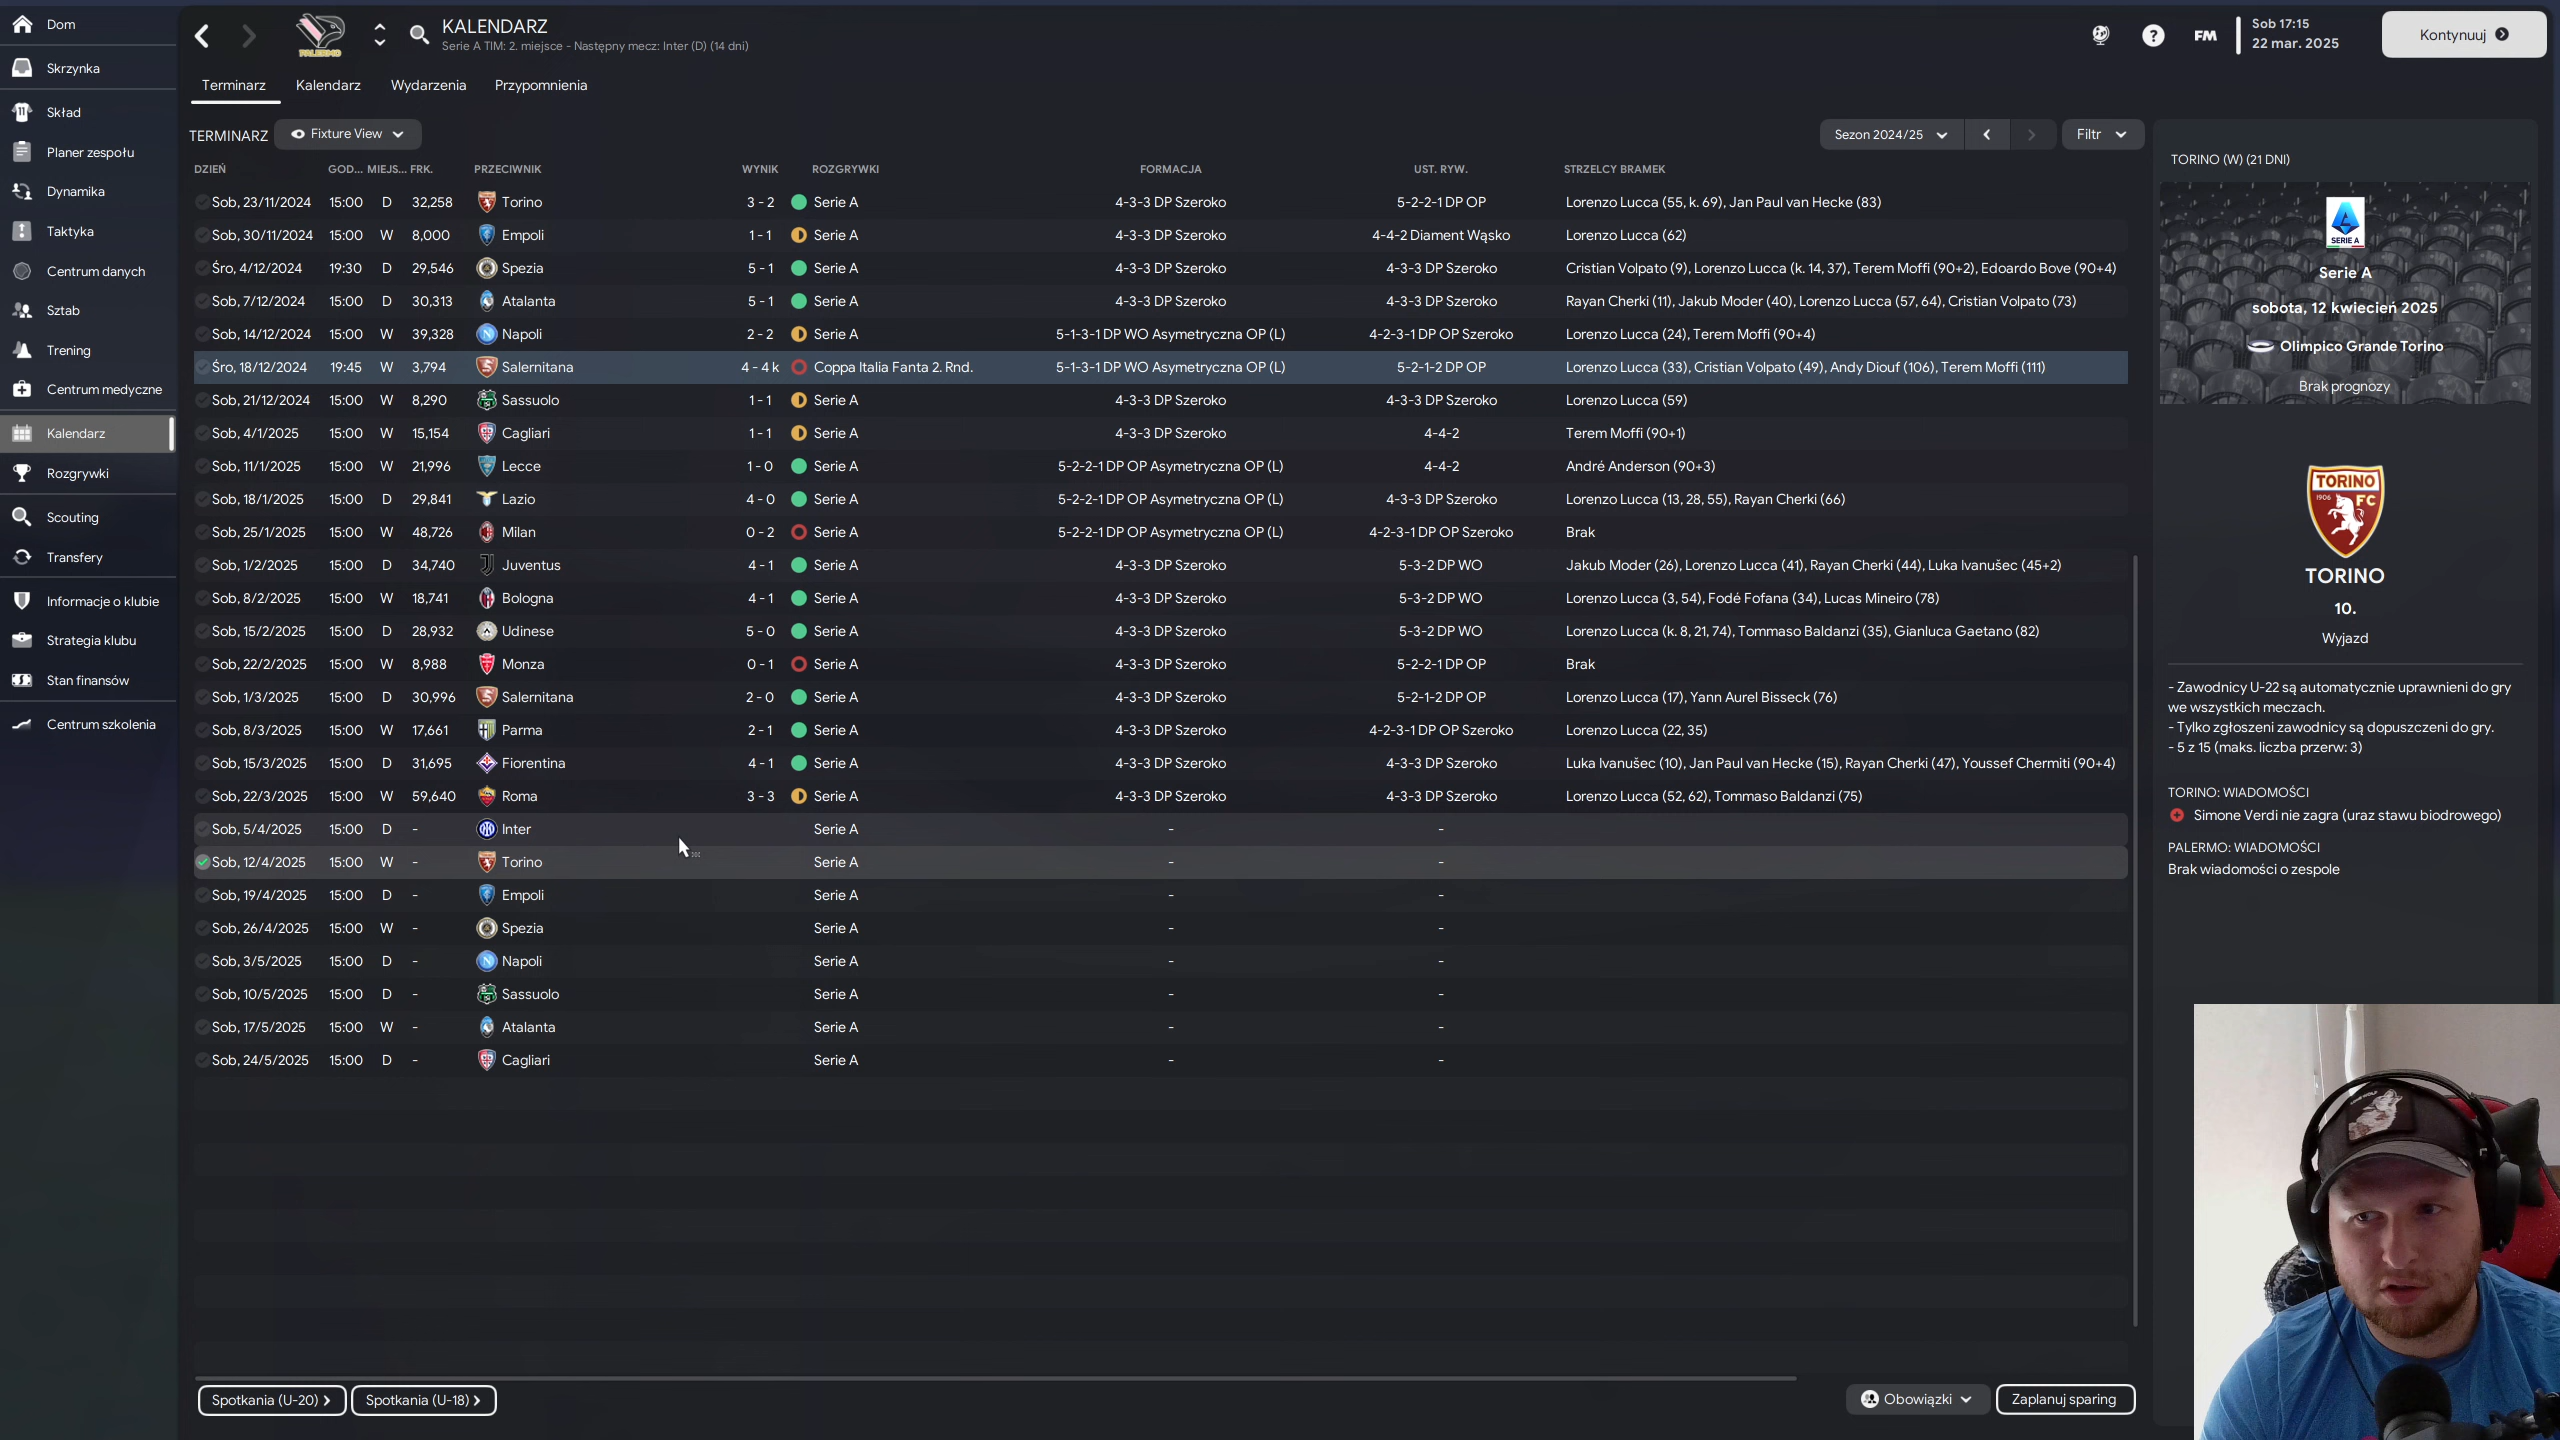 Dom
Skrzynka
Skład
Planer zespołu
Dynamika
Taktyka
Centrum danych
Sztab
Trening
Centrum medyczne
Kalendarz
Rozgrywki
Scouting
Transfery
Informacje o klubie
Strategia klubu
Stan finansów
Centrum szkolenia
PALERMO
KALENDARZ
Serie A TIM: 2. miejsce - Następny mecz: Inter (D) (14 dni)
FM
Sob 17:15
22 mar. 2025
Kontynuuj
Terminarz Kalendarz Wydarzenia Przypomnienia
TERMINARZ Fixture View Sezon 2024/25 Filtr
DZIEŃ GOD... MIEJS... FRK. PRZECIWNIK WYNIK ROZGRYWKI FORMACJA UST. RYW. STRZELCY BRAMEK
Sob, 23/11/2024 15:00 D 32,258 Torino 3 - 2 Serie A 4-3-3 DP Szeroko 5-2-2-1 DP OP Lorenzo Lucca (55, k. 69), Jan Paul van Hecke (83)
Sob, 30/11/2024 15:00 W 8,000 Empoli 1 - 1 Serie A 4-3-3 DP Szeroko 4-4-2 Diament Wąsko Lorenzo Lucca (62)
Śro, 4/12/2024 19:30 D 29,546 Spezia 5 - 1 Serie A 4-3-3 DP Szeroko 4-3-3 DP Szeroko Cristian Volpato (9), Lorenzo Lucca (k. 14, 37), Terem Moffi (90+2), Edoardo Bove (90+4)
Sob, 7/12/2024 15:00 D 30,313 Atalanta 5 - 1 Serie A 4-3-3 DP Szeroko 4-3-3 DP Szeroko Rayan Cherki (11), Jakub Moder (40), Lorenzo Lucca (57, 64), Cristian Volpato (73)
Sob, 14/12/2024 15:00 W 39,328 Napoli 2 - 2 Serie A 5-1-3-1 DP WO Asymetryczna OP (L) 4-2-3-1 DP OP Szeroko Lorenzo Lucca (24), Terem Moffi (90+4)
Śro, 18/12/2024 19:45 W 3,794 Salernitana 4 - 4 k Coppa Italia Fanta 2. Rnd. 5-1-3-1 DP WO Asymetryczna OP (L) 5-2-1-2 DP OP Lorenzo Lucca (33), Cristian Volpato (49), Andy Diouf (106), Terem Moffi (111)
Sob, 21/12/2024 15:00 W 8,290 Sassuolo 1 - 1 Serie A 4-3-3 DP Szeroko 4-3-3 DP Szeroko Lorenzo Lucca (59)
Sob, 4/1/2025 15:00 W 15,154 Cagliari 1 - 1 Serie A 4-3-3 DP Szeroko 4-4-2 Terem Moffi (90+1)
Sob, 11/1/2025 15:00 W 21,996 Lecce 1 - 0 Serie A 5-2-2-1 DP OP Asymetryczna OP (L) 4-4-2 André Anderson (90+3)
Sob, 18/1/2025 15:00 D 29,841 Lazio 4 - 0 Serie A 5-2-2-1 DP OP Asymetryczna OP (L) 4-3-3 DP Szeroko Lorenzo Lucca (13, 28, 55), Rayan Cherki (66)
Sob, 25/1/2025 15:00 W 48,726 Milan 0 - 2 Serie A 5-2-2-1 DP OP Asymetryczna OP (L) 4-2-3-1 DP OP Szeroko Brak
Sob, 1/2/2025 15:00 D 34,740 Juventus 4 - 1 Serie A 4-3-3 DP Szeroko 5-3-2 DP WO Jakub Moder (26), Lorenzo Lucca (41), Rayan Cherki (44), Luka Ivanušec (45+2)
Sob, 8/2/2025 15:00 W 18,741 Bologna 4 - 1 Serie A 4-3-3 DP Szeroko 5-3-2 DP WO Lorenzo Lucca (3, 54), Fodé Fofana (34), Lucas Mineiro (78)
Sob, 15/2/2025 15:00 D 28,932 Udinese 5 - 0 Serie A 4-3-3 DP Szeroko 5-3-2 DP WO Lorenzo Lucca (k. 8, 21, 74), Tommaso Baldanzi (35), Gianluca Gaetano (82)
Sob, 22/2/2025 15:00 W 8,988 Monza 0 - 1 Serie A 4-3-3 DP Szeroko 5-2-2-1 DP OP Brak
Sob, 1/3/2025 15:00 D 30,996 Salernitana 2 - 0 Serie A 4-3-3 DP Szeroko 5-2-1-2 DP OP Lorenzo Lucca (17), Yann Aurel Bisseck (76)
Sob, 8/3/2025 15:00 W 17,661 Parma 2 - 1 Serie A 4-3-3 DP Szeroko 4-2-3-1 DP OP Szeroko Lorenzo Lucca (22, 35)
Sob, 15/3/2025 15:00 D 31,695 Fiorentina 4 - 1 Serie A 4-3-3 DP Szeroko 4-3-3 DP Szeroko Luka Ivanušec (10), Jan Paul van Hecke (15), Rayan Cherki (47), Youssef Chermiti (90+4)
Sob, 22/3/2025 15:00 W 59,640 Roma 3 - 3 Serie A 4-3-3 DP Szeroko 4-3-3 DP Szeroko Lorenzo Lucca (52, 62), Tommaso Baldanzi (75)
Sob, 5/4/2025 15:00 D - Inter Serie A - -
Sob, 12/4/2025 15:00 W - Torino Serie A - -
Sob, 19/4/2025 15:00 D - Empoli Serie A - -
Sob, 26/4/2025 15:00 W - Spezia Serie A - -
Sob, 3/5/2025 15:00 D - Napoli Serie A - -
Sob, 10/5/2025 15:00 D - Sassuolo Serie A - -
Sob, 17/5/2025 15:00 W - Atalanta Serie A - -
Sob, 24/5/2025 15:00 D - Cagliari Serie A - -
Spotkania (U-20) Spotkania (U-18) Obowiązki Zaplanuj sparing
TORINO (W) (21 DNI)
SERIE A
Serie A
sobota, 12 kwiecień 2025
Olimpico Grande Torino
Brak prognozy
TORINO
1906 FC
TORINO
10.
Wyjazd
- Zawodnicy U-22 są automatycznie uprawnieni do gry
we wszystkich meczach.
- Tylko zgłoszeni zawodnicy są dopuszczeni do gry.
- 5 z 15 (maks. liczba przerw: 3)
TORINO: WIADOMOŚCI
Simone Verdi nie zagra (uraz stawu biodrowego)
PALERMO: WIADOMOŚCI
Brak wiadomości o zespole